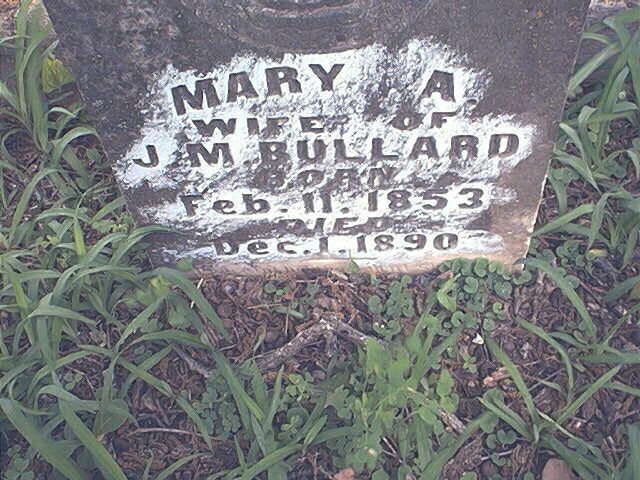 MARY A.
WIFE OF
J M BULLARD
BORN
Feb. 11. 1853
DIED
Dec. 1. 1890